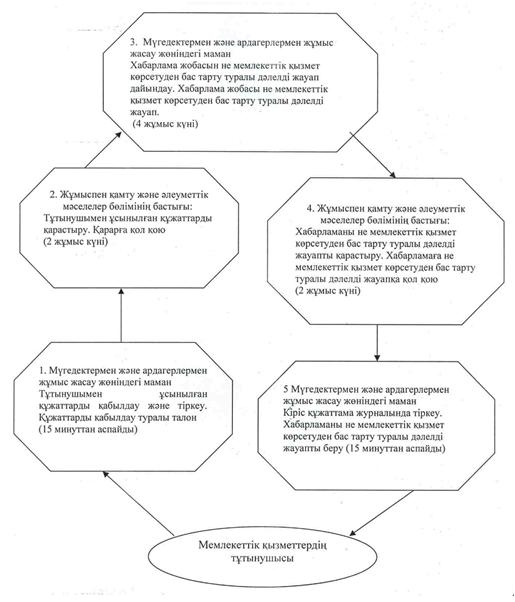 3. Мүгедектермен және ардагерлермен жұмыс
жасау жөніндегі маман
Хабарлама жобасын не мемлекеттік қызмет
көрсетуден бас тарту туралы дәлелді жауап
дайындау. Хабарлама жобасы не мемлекеттік
қызмет көрсетуден бас тарту туралы дәлелді
жауап.
(4 жұмыс күні)
2. Жұмыспен қамту және әлеуметтік
мәселелер бөлімінің бастығы:
Тұтынушымен ұсынылған құжаттарды
қарастыру. Қарарға қол қою
(2 жұмыс күні)
4. Жұмыспен қамту және әлеуметтік
мәселелер бөлімінің бастығы:
Хабарламаны не мемлекеттік қызмет
көрсетуден бас тарту туралы дәлелді
жауапты қарастыру. Хабарламаға не
мемлекеттік қызмет көрсетуден бас тарту
туралы дәлелді жауапқа қол қою
(2 жұмыс күні)
1. Мүгедектермен және ардагерлермен
жұмыс жасау жөніндегі маман
Тұтынушымен ұсынылған
құжаттарды қабылдау және тіркеу.
Құжаттарды қабылдау туралы талон
(15 минуттан аспайды)
5 Мүгедектермен және ардагерлермен
жұмыс жасау жөніндегі маман
Кіріс құжаттама журналында тіркеу.
Хабарламаны не мемлекеттік қызмет
көрсетуден бас тарту туралы дәлелді
жауапты беру (15 минуттан аспайды)
Мемлекеттік қызметтердің
тұтынушысы